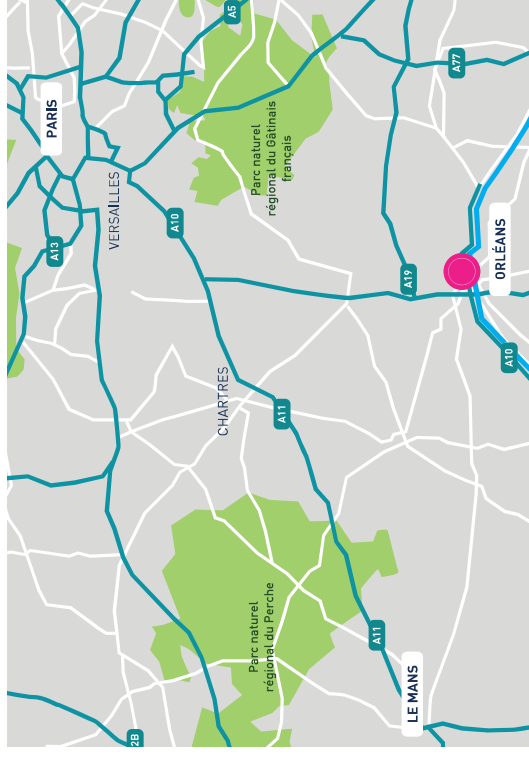 A5
A77
PARIS
Parc naturel
régional du Gâtinais
français
VERSAILLES
A10
A13
ORLÉANS
A19
A10
CHARTRES
A11
Parc naturel
régional du Perche
A11
LE MANS
2B